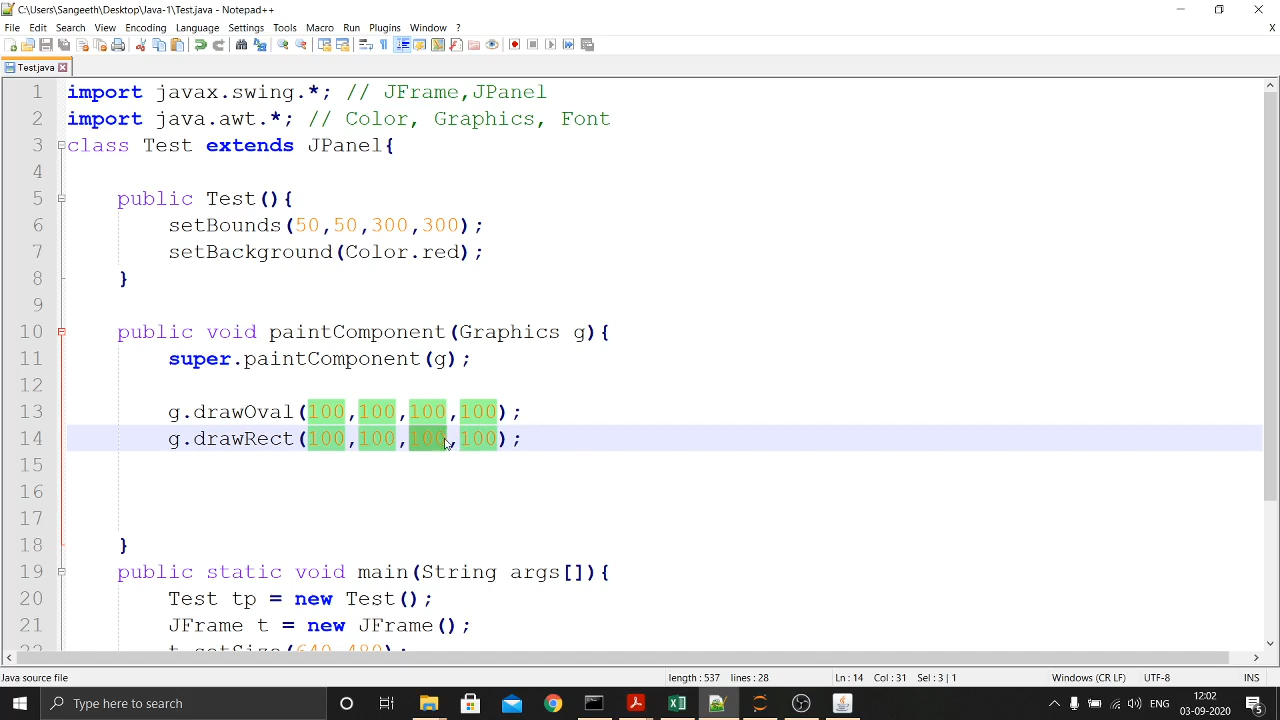 C:\Users\Sangeeth\Desktop\Java-1\Test.java - Notepad++
File Edit Search View Encoding Language Settings Tools Macro Run Plugins Window ?
X
Test.java
1 import javax.swing.*; // JFrame,JPanel
2 import java.awt.*; // Color, Graphics, Font
3 class Test extends JPanel{
4
5 public Test(){
6 setBounds(50,50,300,300);
7 setBackground(Color.red);
8 }
9
10 public void paintComponent(Graphics g){
11 super.paintComponent(g);
12
13 g.drawOval(100,100,100,100);
14 g.drawRect(100,100,100,100);
15
16
17
18 }
19 public static void main(String args[]){
20 Test tp = new Test();
21 JFrame t = new JFrame();
22 t.setSize(640,480);
Java source file length : 537 lines : 28 Ln : 14 Col : 31 Sel : 3 | 1 Windows (CR LF) UTF-8 INS
Type here to search
ENG
12:02
03-09-2020
5